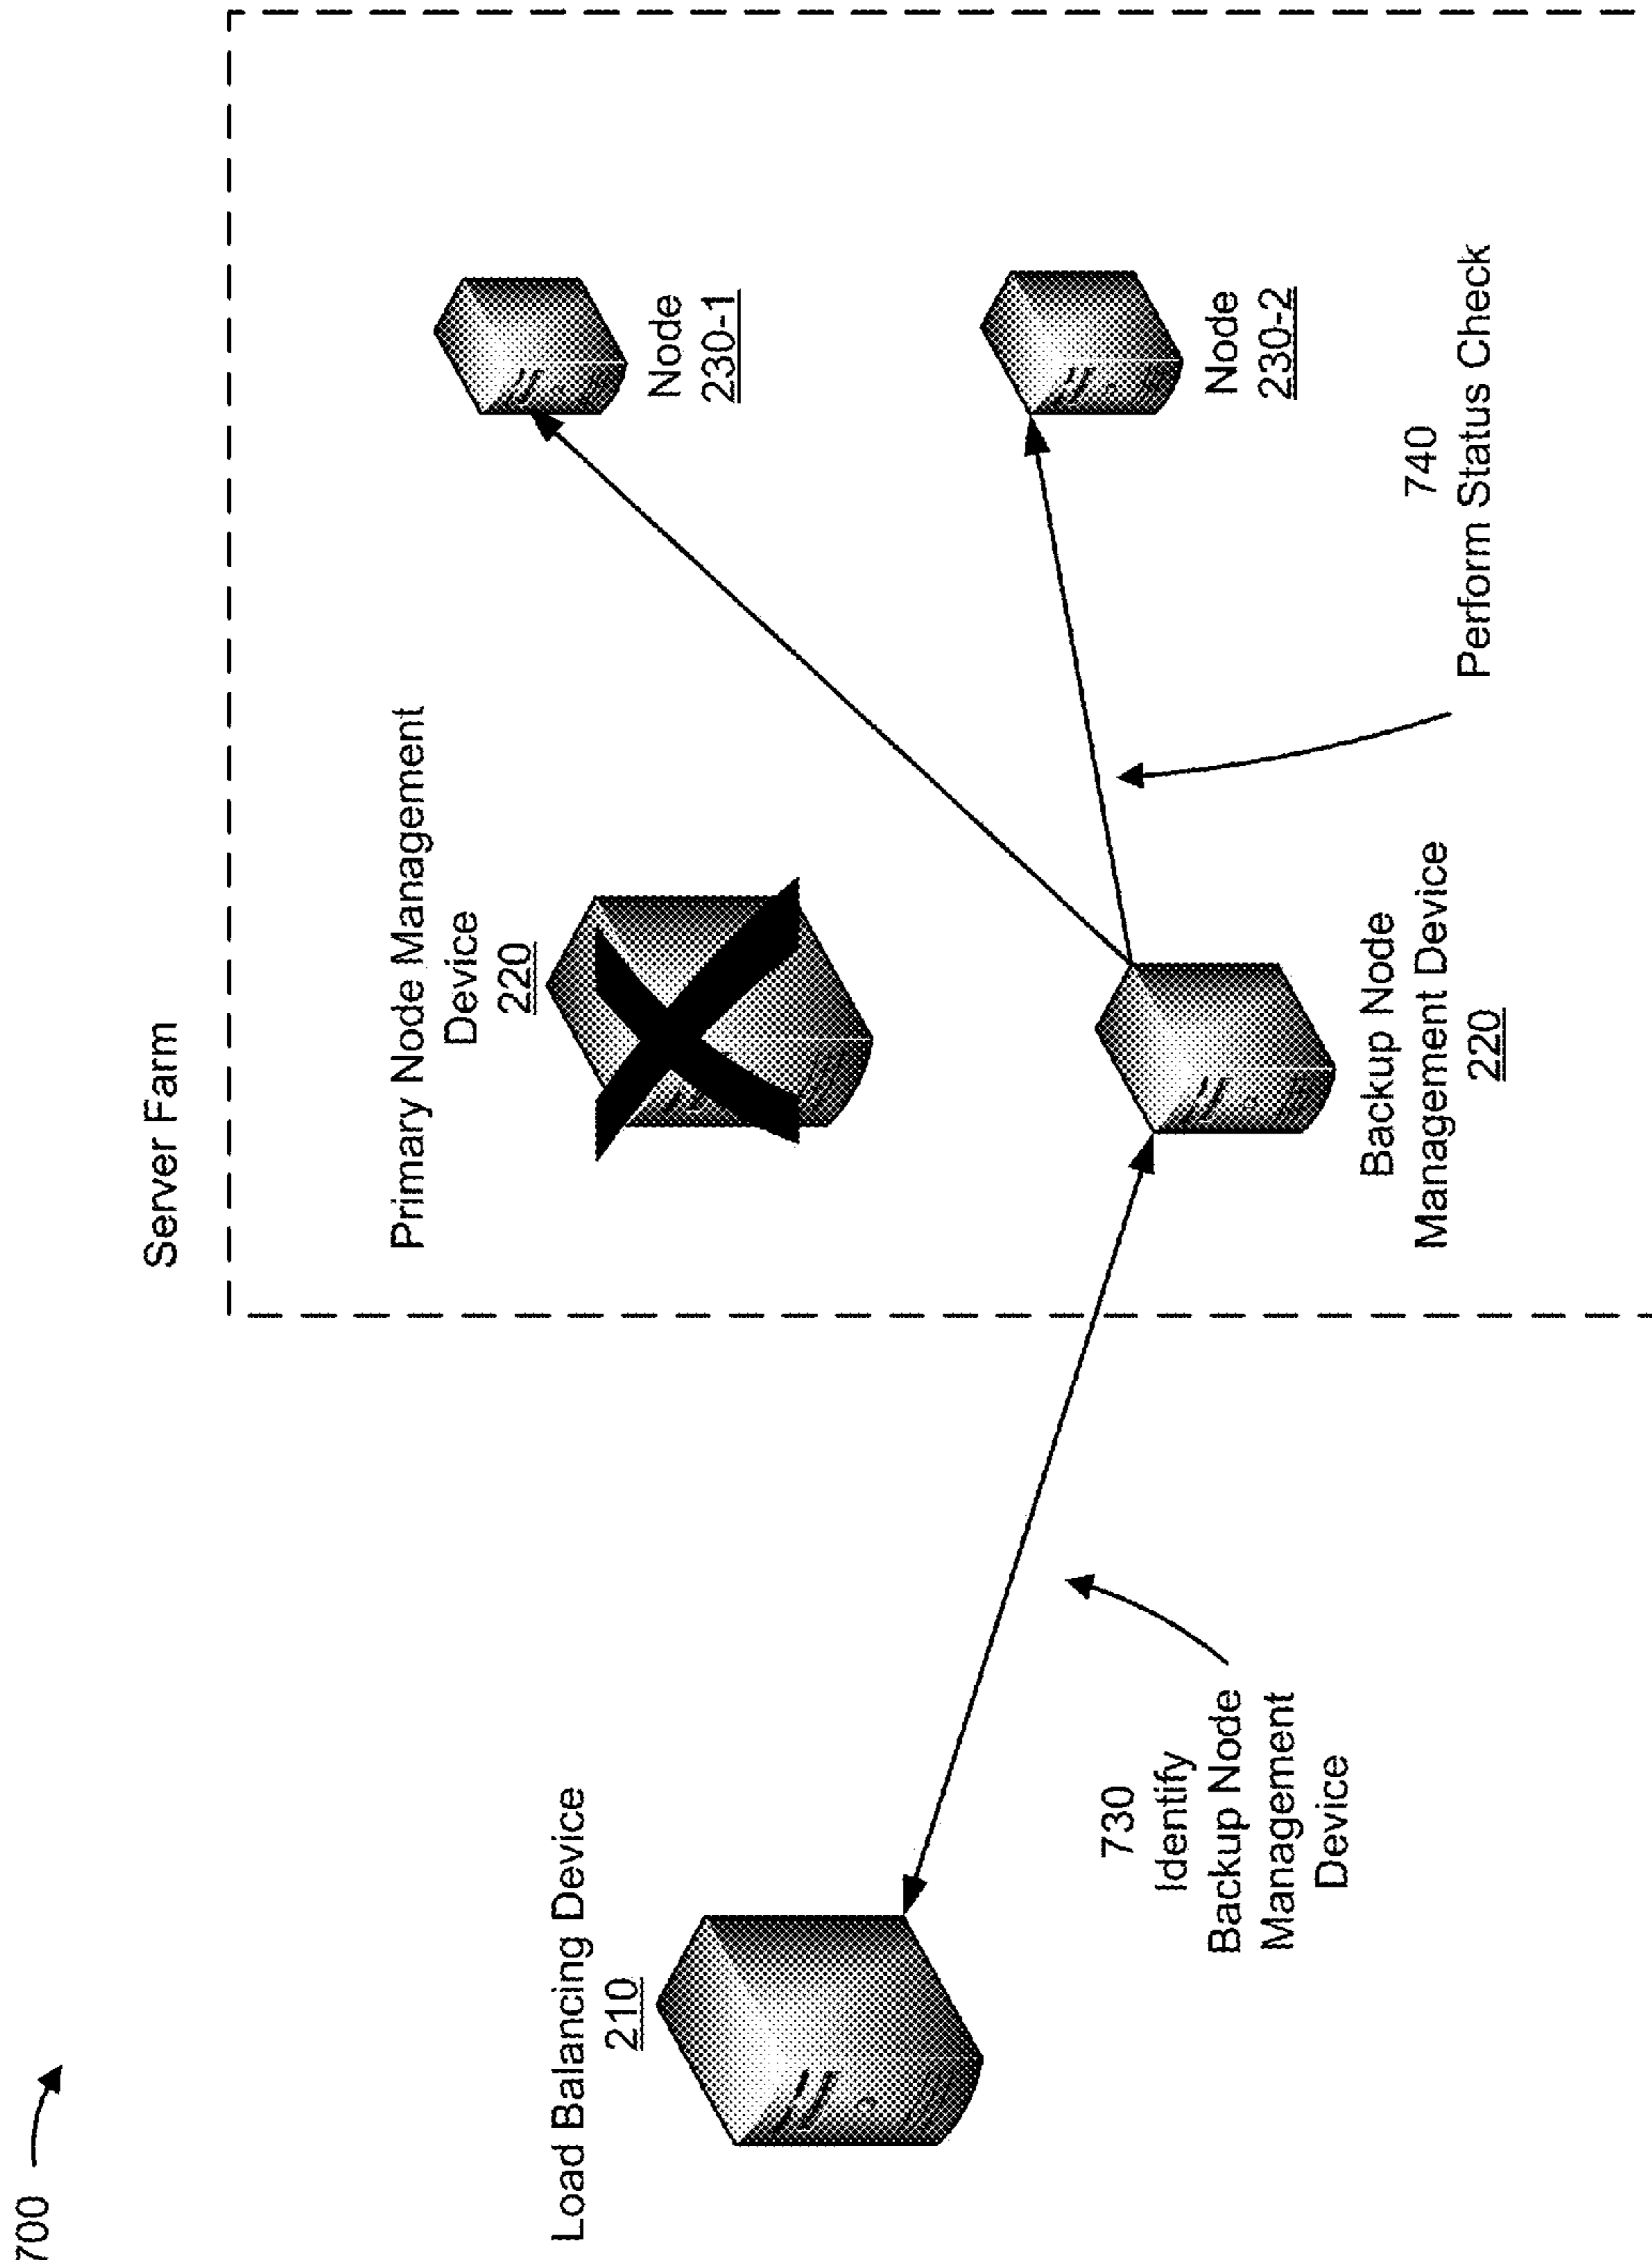 700
Server Farm
Load Balancing Device
210
Primary Node Management
Device
220
Node
230-1
730
Identify
Backup Node
Management
Device
Backup Node
Management Device
220
Node
230-2
740
Perform Status Check